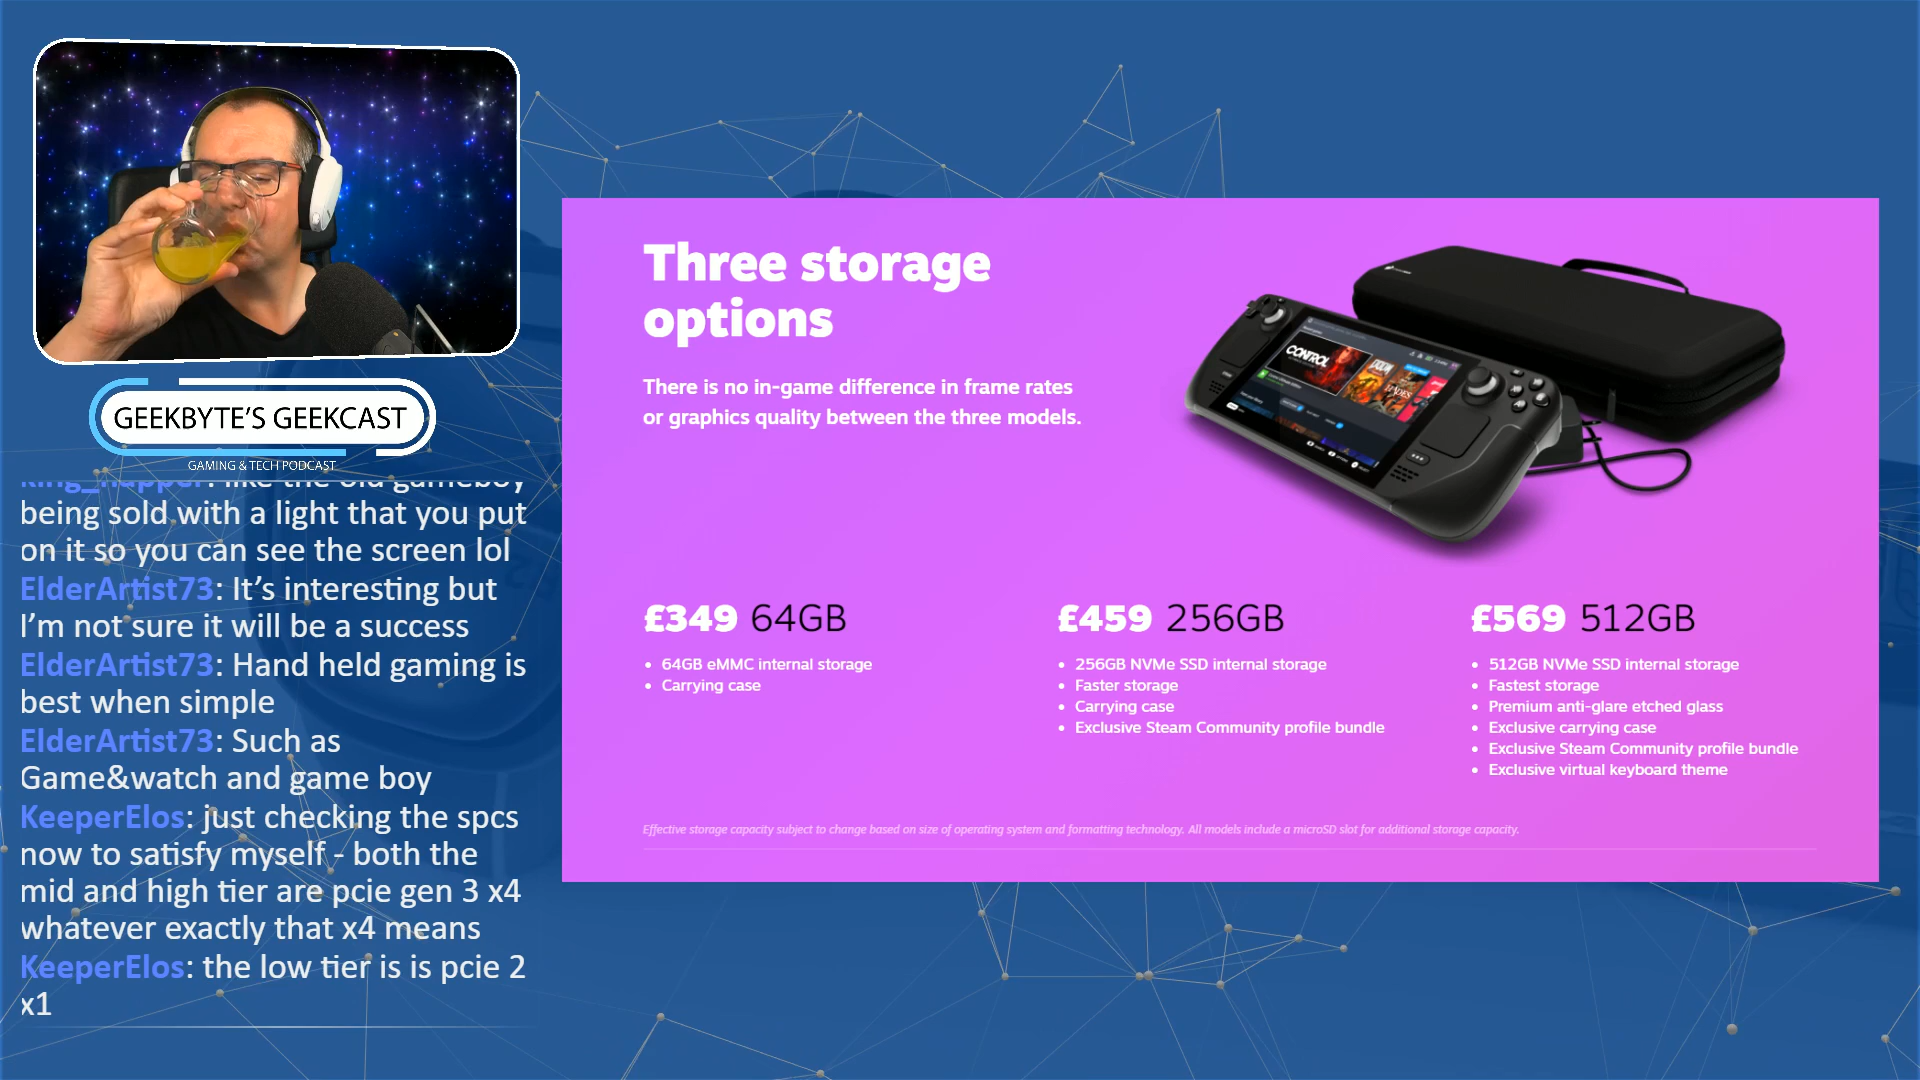 GEEKBYTE'S GEEKCAST
GAMING & TECH PODCAST
king_napper: like the old gameboy
being sold with a light that you put
on it so you can see the screen lol
ElderArtist73: It's interesting but
I'm not sure it will be a success
ElderArtist73: Hand held gaming is
best when simple
ElderArtist73: Such as
Game&watch and game boy
KeeperElos: just checking the spcs
now to satisfy myself - both the
mid and high tier are pcie gen 3 x4
whatever exactly that x4 means
KeeperElos: the low tier is is pcie 2
x1
Three storage
options
There is no in-game difference in frame rates
or graphics quality between the three models.
CONTROL
DOOM
HADES
£349 64GB
• 64GB eMMC internal storage
• Carrying case
£459 256GB
• 256GB NVMe SSD internal storage
• Faster storage
• Carrying case
• Exclusive Steam Community profile bundle
£569 512GB
• 512GB NVMe SSD internal storage
• Fastest storage
• Premium anti-glare etched glass
• Exclusive carrying case
• Exclusive Steam Community profile bundle
• Exclusive virtual keyboard theme
Effective storage capacity subject to change based on size of operating system and formatting technology. All models include a microSD slot for additional storage capacity.